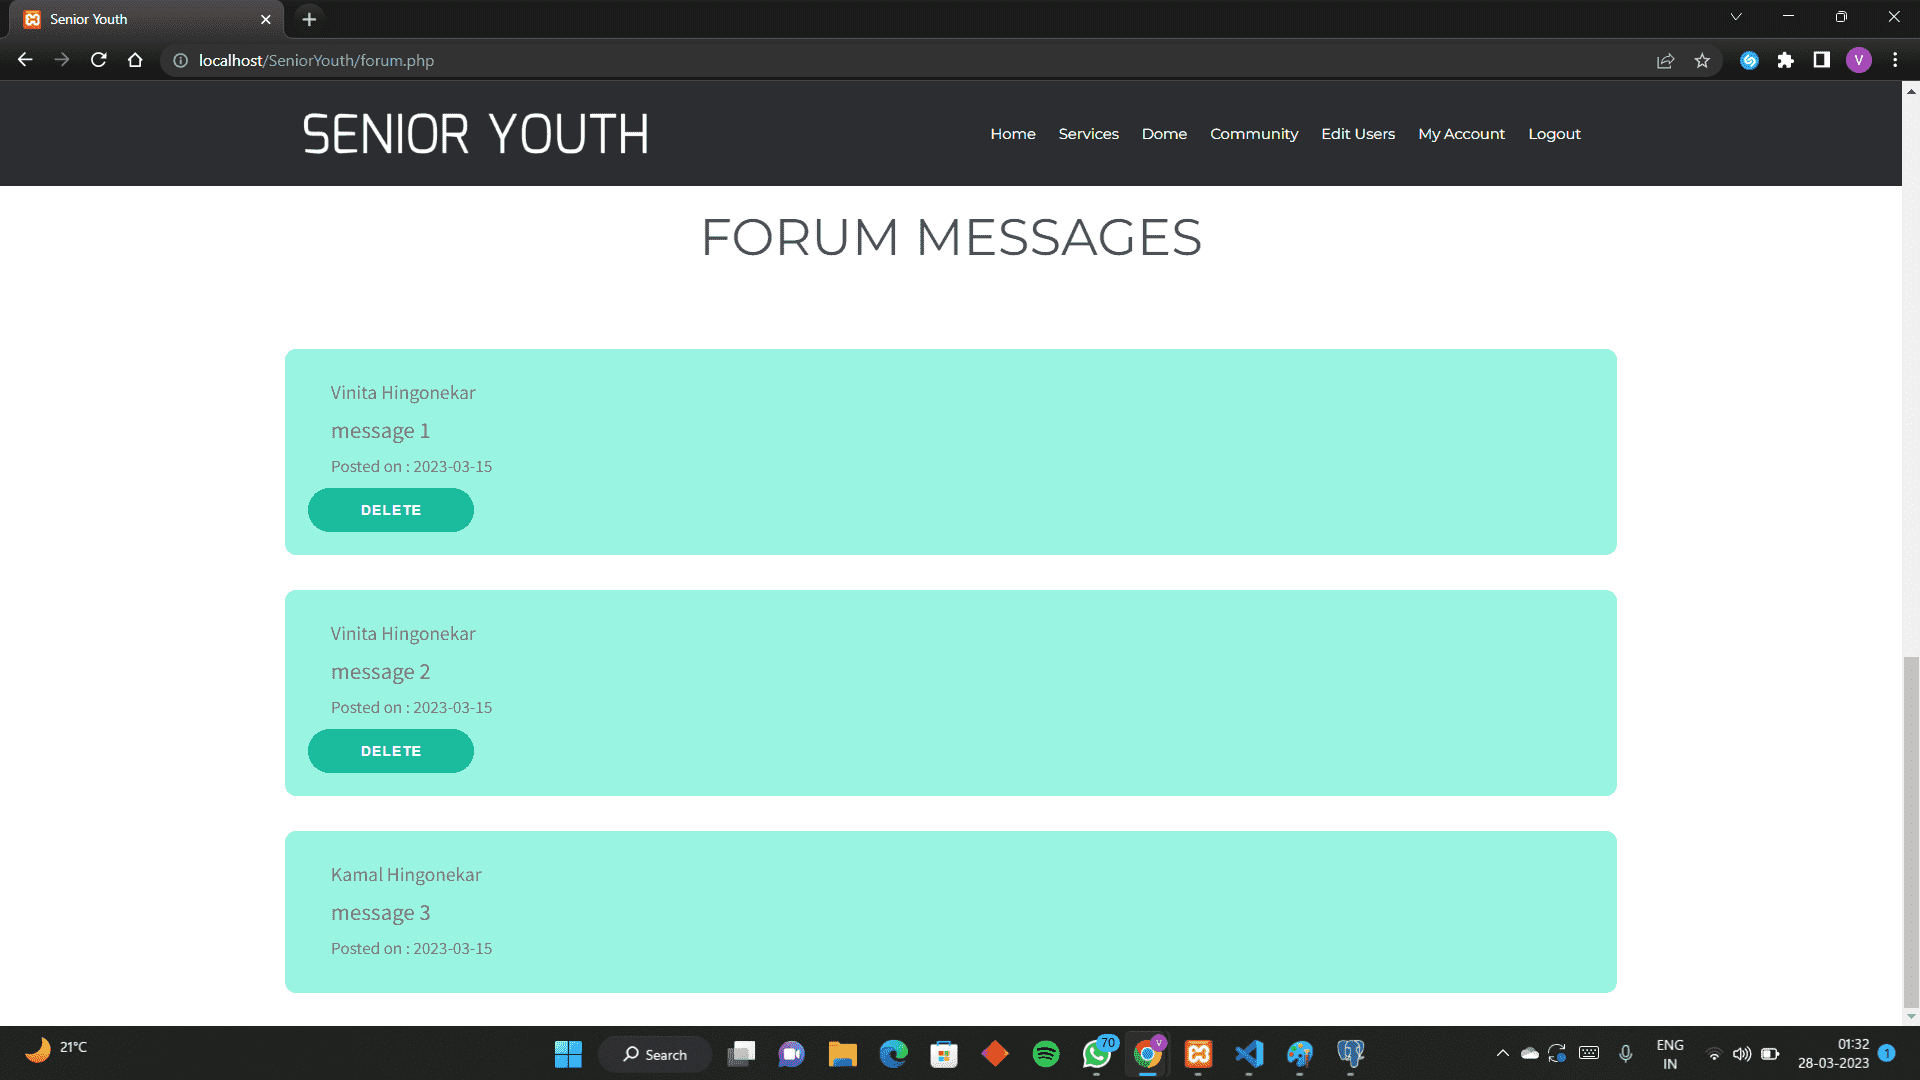 Senior Youth
localhost/SeniorYouth/forum.php
V
SENIOR YOUTH
Home Services Dome Community Edit Users My Account Logout
FORUM MESSAGES
Vinita Hingonekar
message 1
Posted on : 2023-03-15
DELETE
Vinita Hingonekar
message 2
Posted on : 2023-03-15
DELETE
Kamal Hingonekar
message 3
Posted on : 2023-03-15
21°C
Search
70
V
ENG
IN
01:32
28-03-2023
1